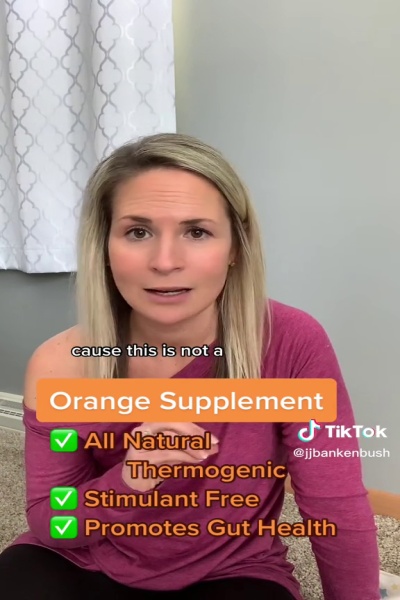 cause this is not a
Orange Supplement
All Natural
Thermogenic
Stimulant Free
Promotes Gut Health
TikTok
@jjbankenbush